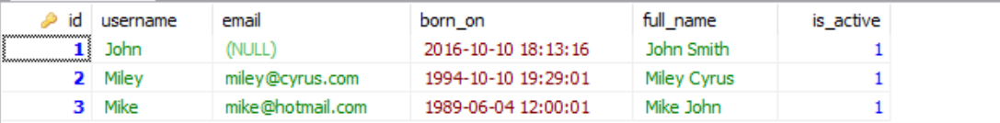 id username email born_on full_name is_active
1 John (NULL) 2016-10-10 18:13:16 John Smith 1
2 Miley miley@cyrus.com 1994-10-10 19:29:01 Miley Cyrus 1
3 Mike mike@hotmail.com 1989-06-04 12:00:01 Mike John 1